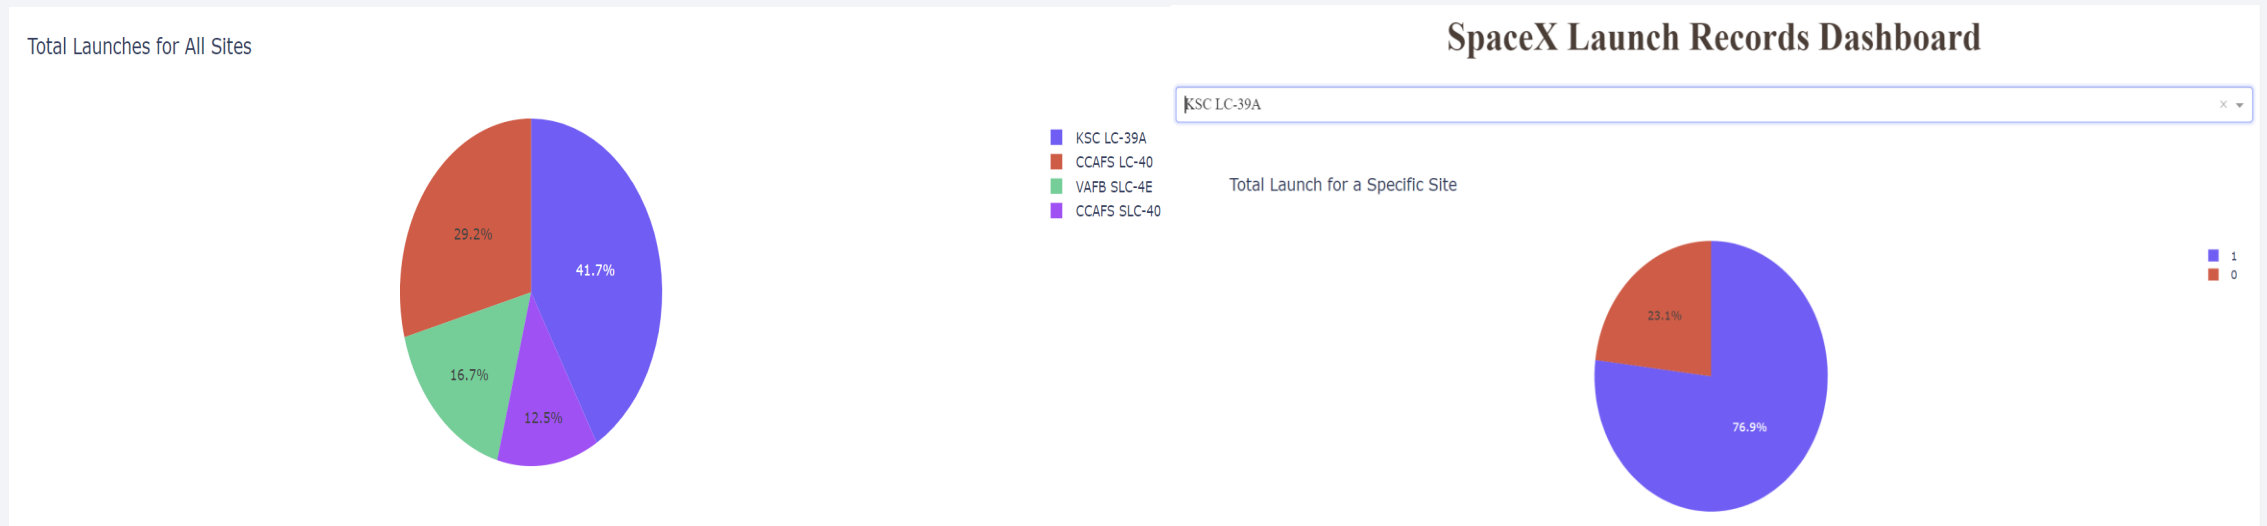 Total Launches for All Sites
KSC LC-39A
CCAFS LC-40
VAFB SLC-4E
CCAFS SLC-40
29.2%
41.7%
16.7%
12.5%
SpaceX Launch Records Dashboard
KSC LC-39A
Total Launch for a Specific Site
1
0
23.1%
76.9%